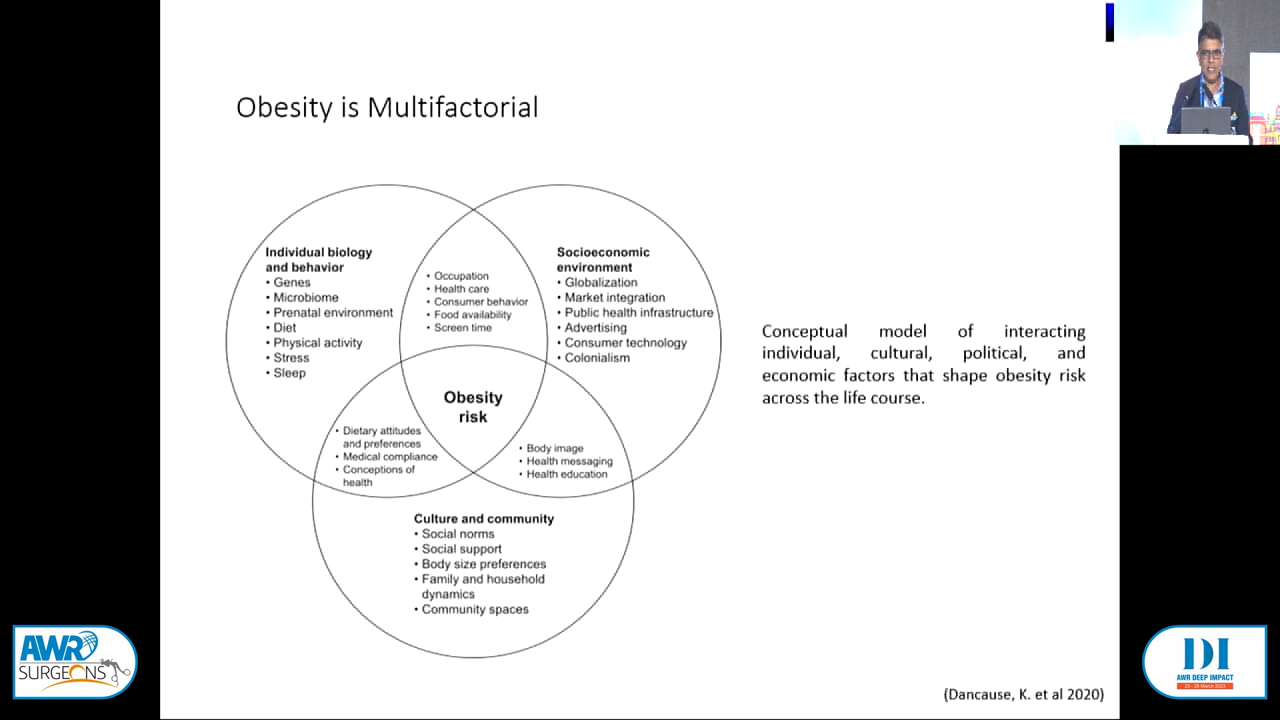 Obesity is Multifactorial
Individual biology
and behavior
• Genes
• Microbiome
• Prenatal environment
• Diet
• Physical activity
• Stress
• Sleep
• Occupation
• Health care
• Consumer behavior
• Food availability
• Screen time
Socioeconomic
environment
• Globalization
• Market integration
• Public health infrastructure
• Advertising
• Consumer technology
• Colonialism
Obesity
risk
• Dietary attitudes
and preferences
• Medical compliance
• Conceptions of
health
• Body image
• Health messaging
• Health education
Culture and community
• Social norms
• Social support
• Body size preferences
• Family and household
dynamics
• Community spaces
Conceptual model of interacting
individual, cultural, political, and
economic factors that shape obesity risk
across the life course.
(Dancause, K. et al 2020)
AWR
SURGEONS
DI
AWR DEEP IMPACT